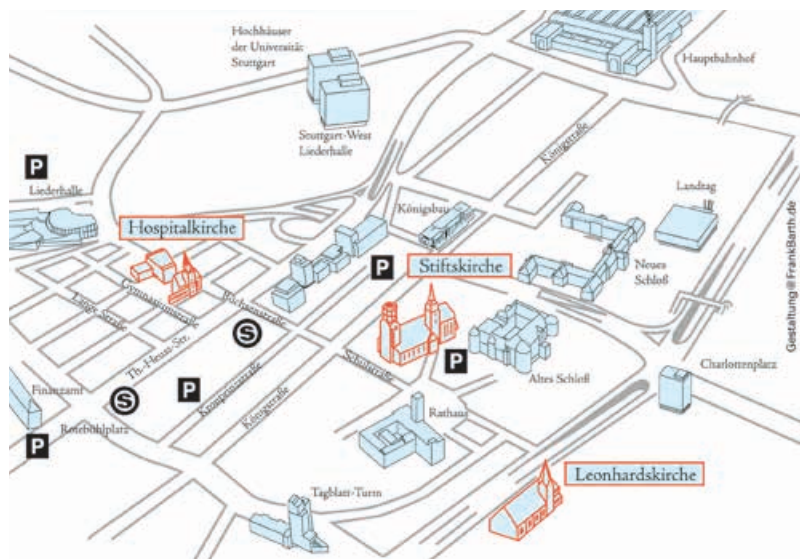 Hochhäuser
der Universität
Stuttgart
Hauptbahnhof
Stuttgart-West
Liederhalle
Königstraße
P
Liederhalle
Landtag
Königsbau
Hospitalkirche
Stiftskirche
P
Neues
Schloß
Gymnasiumstraße
Büchsenstraße
Lange Straße
S
Th.-Heuss-Str.
Schulstraße
P
Altes Schloß
Charlottenplatz
Finanzamt
S
P
Kronprinzstraße
Königstraße
Rathaus
Rotebühlplatz
P
Leonhardskirche
Tagblatt-Turm
Gestaltung@FrankBarth.de